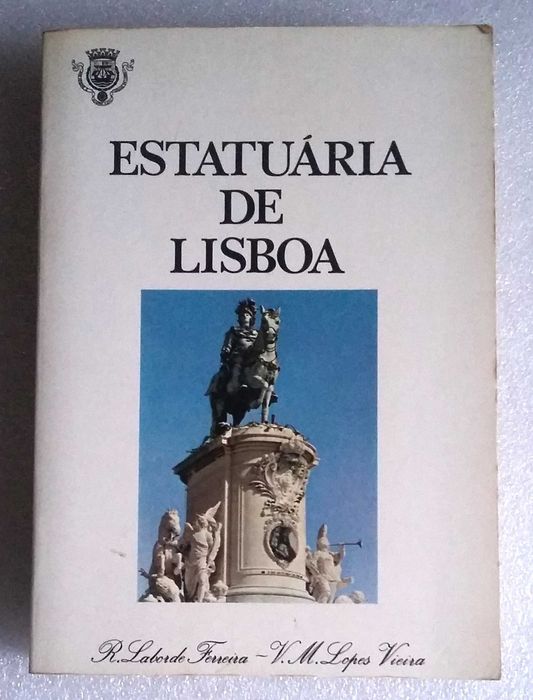 ESTATUÁRIA
DE
LISBOA
R. Laborde Ferreira - V. M. Lopes Vieira